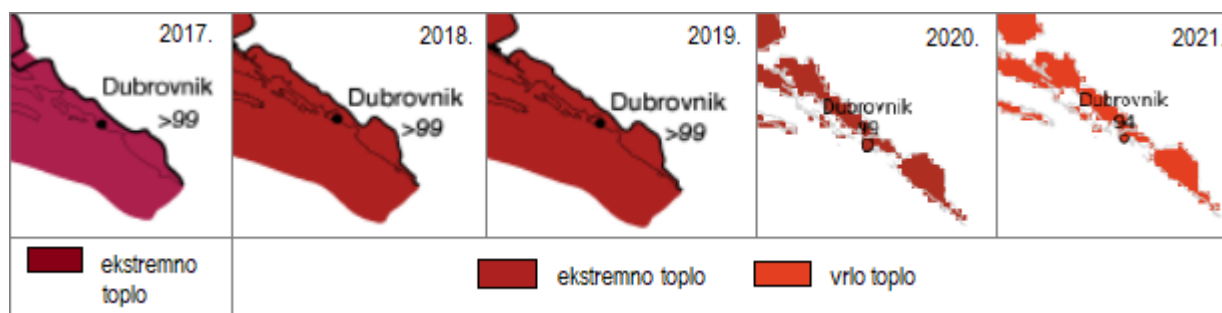 2017.
Dubrovnik
>99
2018.
Dubrovnik
>99
2019.
Dubrovnik
>99
2020.
Dubrovnik
99
2021.
Dubrovnik
94
ekstremno
toplo
ekstremno toplo
vrlo toplo